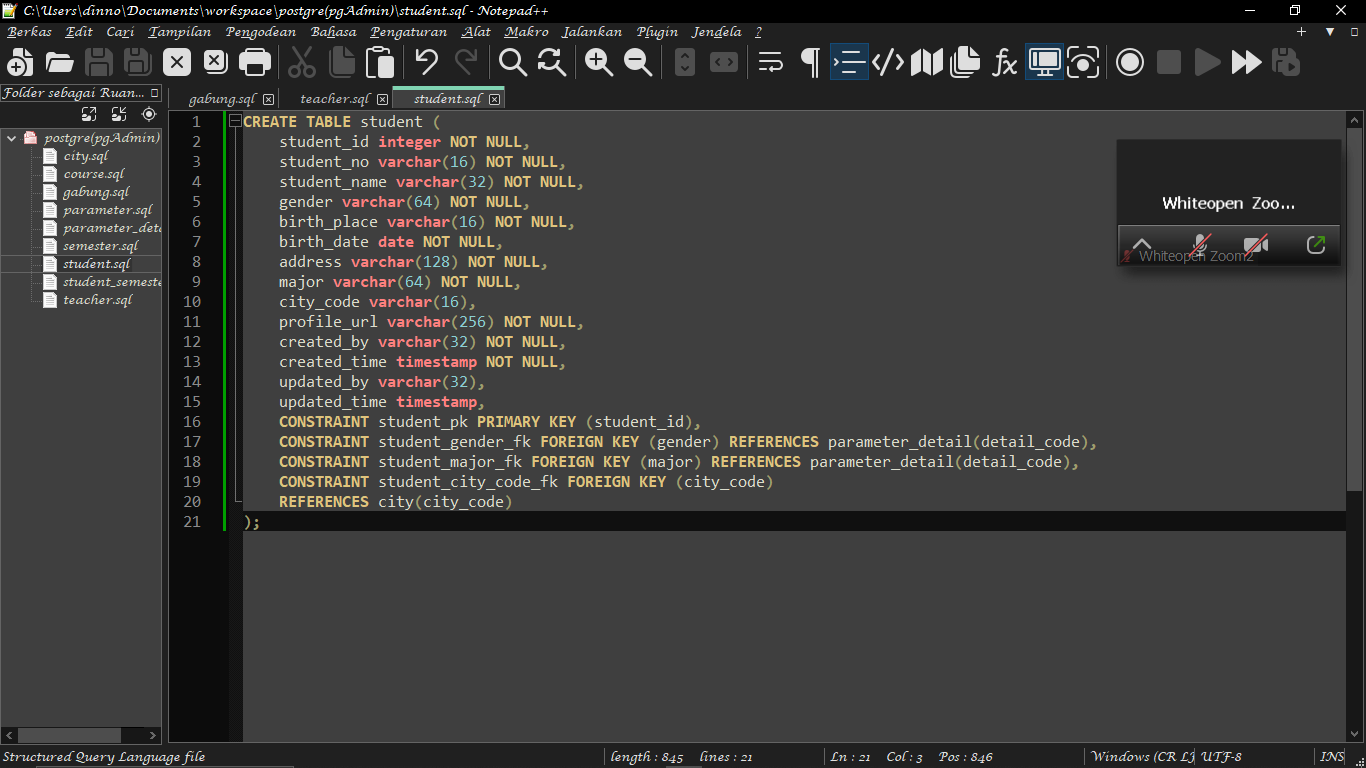 C:\Users\dinno\Documents\workspace\postgre(pgAdmin)\student.sql - Notepad++
Berkas Edit Cari Tampilan Pengodean Bahasa Pengaturan Alat Makro Jalankan Plugin Jendela ?
Folder sebagai Ruan...
gabung.sql teacher.sql student.sql
postgre(pgAdmin)
city.sql
course.sql
gabung.sql
parameter.sql
parameter_deta
semester.sql
student.sql
student_semeste
teacher.sql
1 CREATE TABLE student (
2 student_id integer NOT NULL,
3 student_no varchar(16) NOT NULL,
4 student_name varchar(32) NOT NULL,
5 gender varchar(64) NOT NULL,
6 birth_place varchar(16) NOT NULL,
7 birth_date date NOT NULL,
8 address varchar(128) NOT NULL,
9 major varchar(64) NOT NULL,
10 city_code varchar(16),
11 profile_url varchar(256) NOT NULL,
12 created_by varchar(32) NOT NULL,
13 created_time timestamp NOT NULL,
14 updated_by varchar(32),
15 updated_time timestamp,
16 CONSTRAINT student_pk PRIMARY KEY (student_id),
17 CONSTRAINT student_gender_fk FOREIGN KEY (gender) REFERENCES parameter_detail(detail_code),
18 CONSTRAINT student_major_fk FOREIGN KEY (major) REFERENCES parameter_detail(detail_code),
19 CONSTRAINT student_city_code_fk FOREIGN KEY (city_code)
20 REFERENCES city(city_code)
21 );
Whiteopen Zoo...
Whiteopen Zoom2
Structured Query Language file length : 845 lines : 21 Ln : 21 Col : 3 Pos : 846 Windows (CR LF) UTF-8 INS